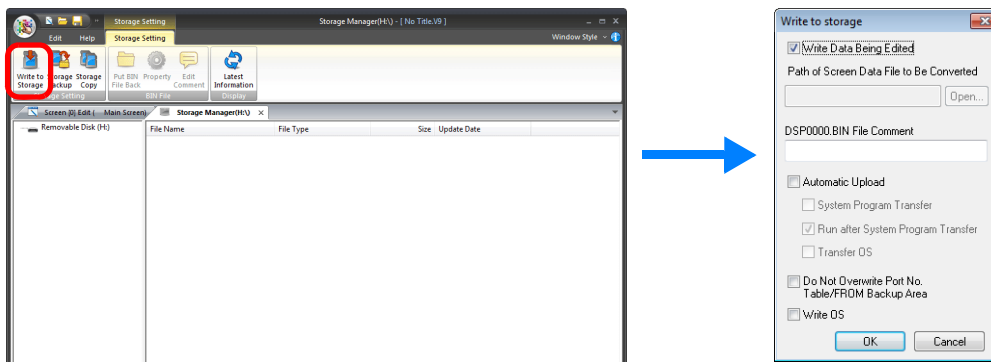 Storage Setting
Storage Manager(H:\) - [ No Title.V9 ]
Edit Help Storage Setting
Window Style
Write to Storage Storage Put BIN Property Edit Latest
Storage Backup Copy File Back Comment Information
Storage Setting BIN File Display
Screen [0] Edit ( Main Screen) Storage Manager(H:\) ×
Removable Disk (H:)
File Name File Type Size Update Date
Write to storage
Write Data Being Edited
Path of Screen Data File to Be Converted
Open...
DSP0000.BIN File Comment
Automatic Upload
System Program Transfer
Run after System Program Transfer
Transfer OS
Do Not Overwrite Port No.
Table/FROM Backup Area
Write OS
OK Cancel